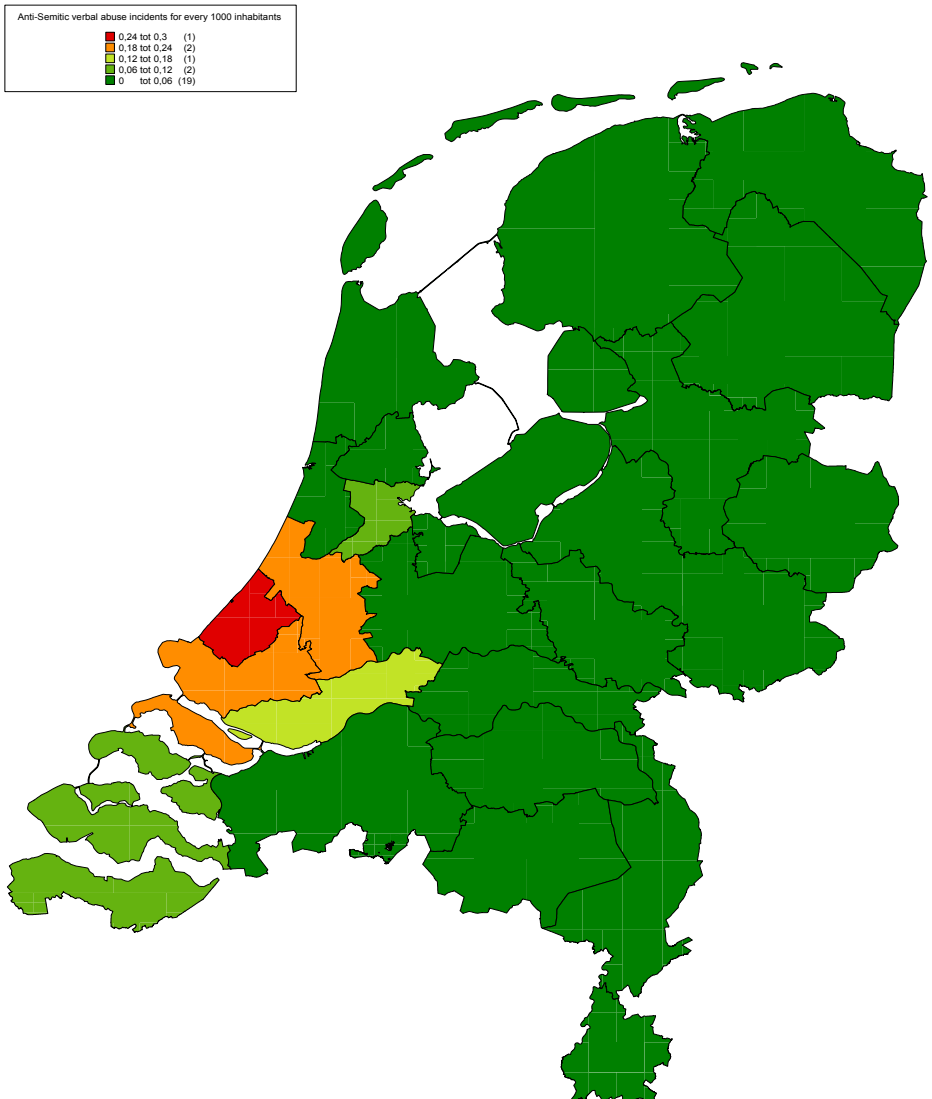 Anti-Semitic verbal abuse incidents for every 1000 inhabitants
0,24 tot 0,3 (1)
0,18 tot 0,24 (2)
0,12 tot 0,18 (1)
0,06 tot 0,12 (2)
0 tot 0,06 (19)